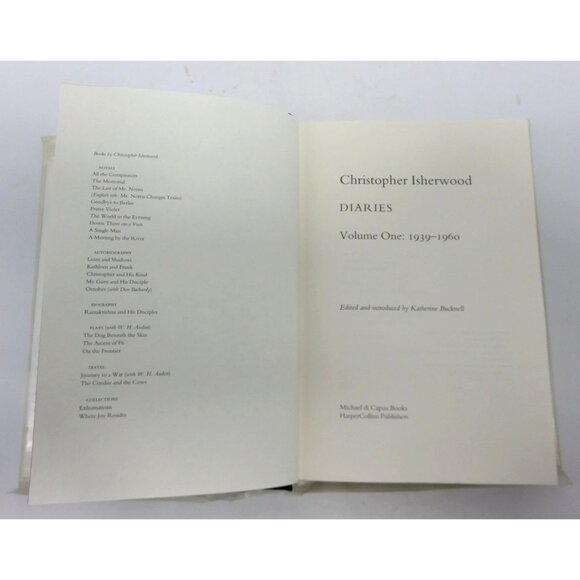 Books by Christopher Isherwood
NOVELS
All the Conspirators
The Memorial
The Last of Mr. Norris
(English title: Mr. Norris Changes Trains)
Goodbye to Berlin
Prater Violet
The World in the Evening
Down There on a Visit
A Single Man
A Meeting by the River
AUTOBIOGRAPHY
Lions and Shadows
Kathleen and Frank
Christopher and His Kind
My Guru and His Disciple
October (with Don Bachardy)
BIOGRAPHY
Ramakrishna and His Disciples
PLAYS (with W. H. Auden)
The Dog Beneath the Skin
The Ascent of F6
On the Frontier
TRAVEL
Journey to a War (with W. H. Auden)
The Condor and the Cows
COLLECTIONS
Exhumations
Where Joy Resides
Christopher Isherwood
DIARIES
Volume One: 1939–1960
Edited and introduced by Katherine Bucknell
Michael di Capua Books
HarperCollins Publishers